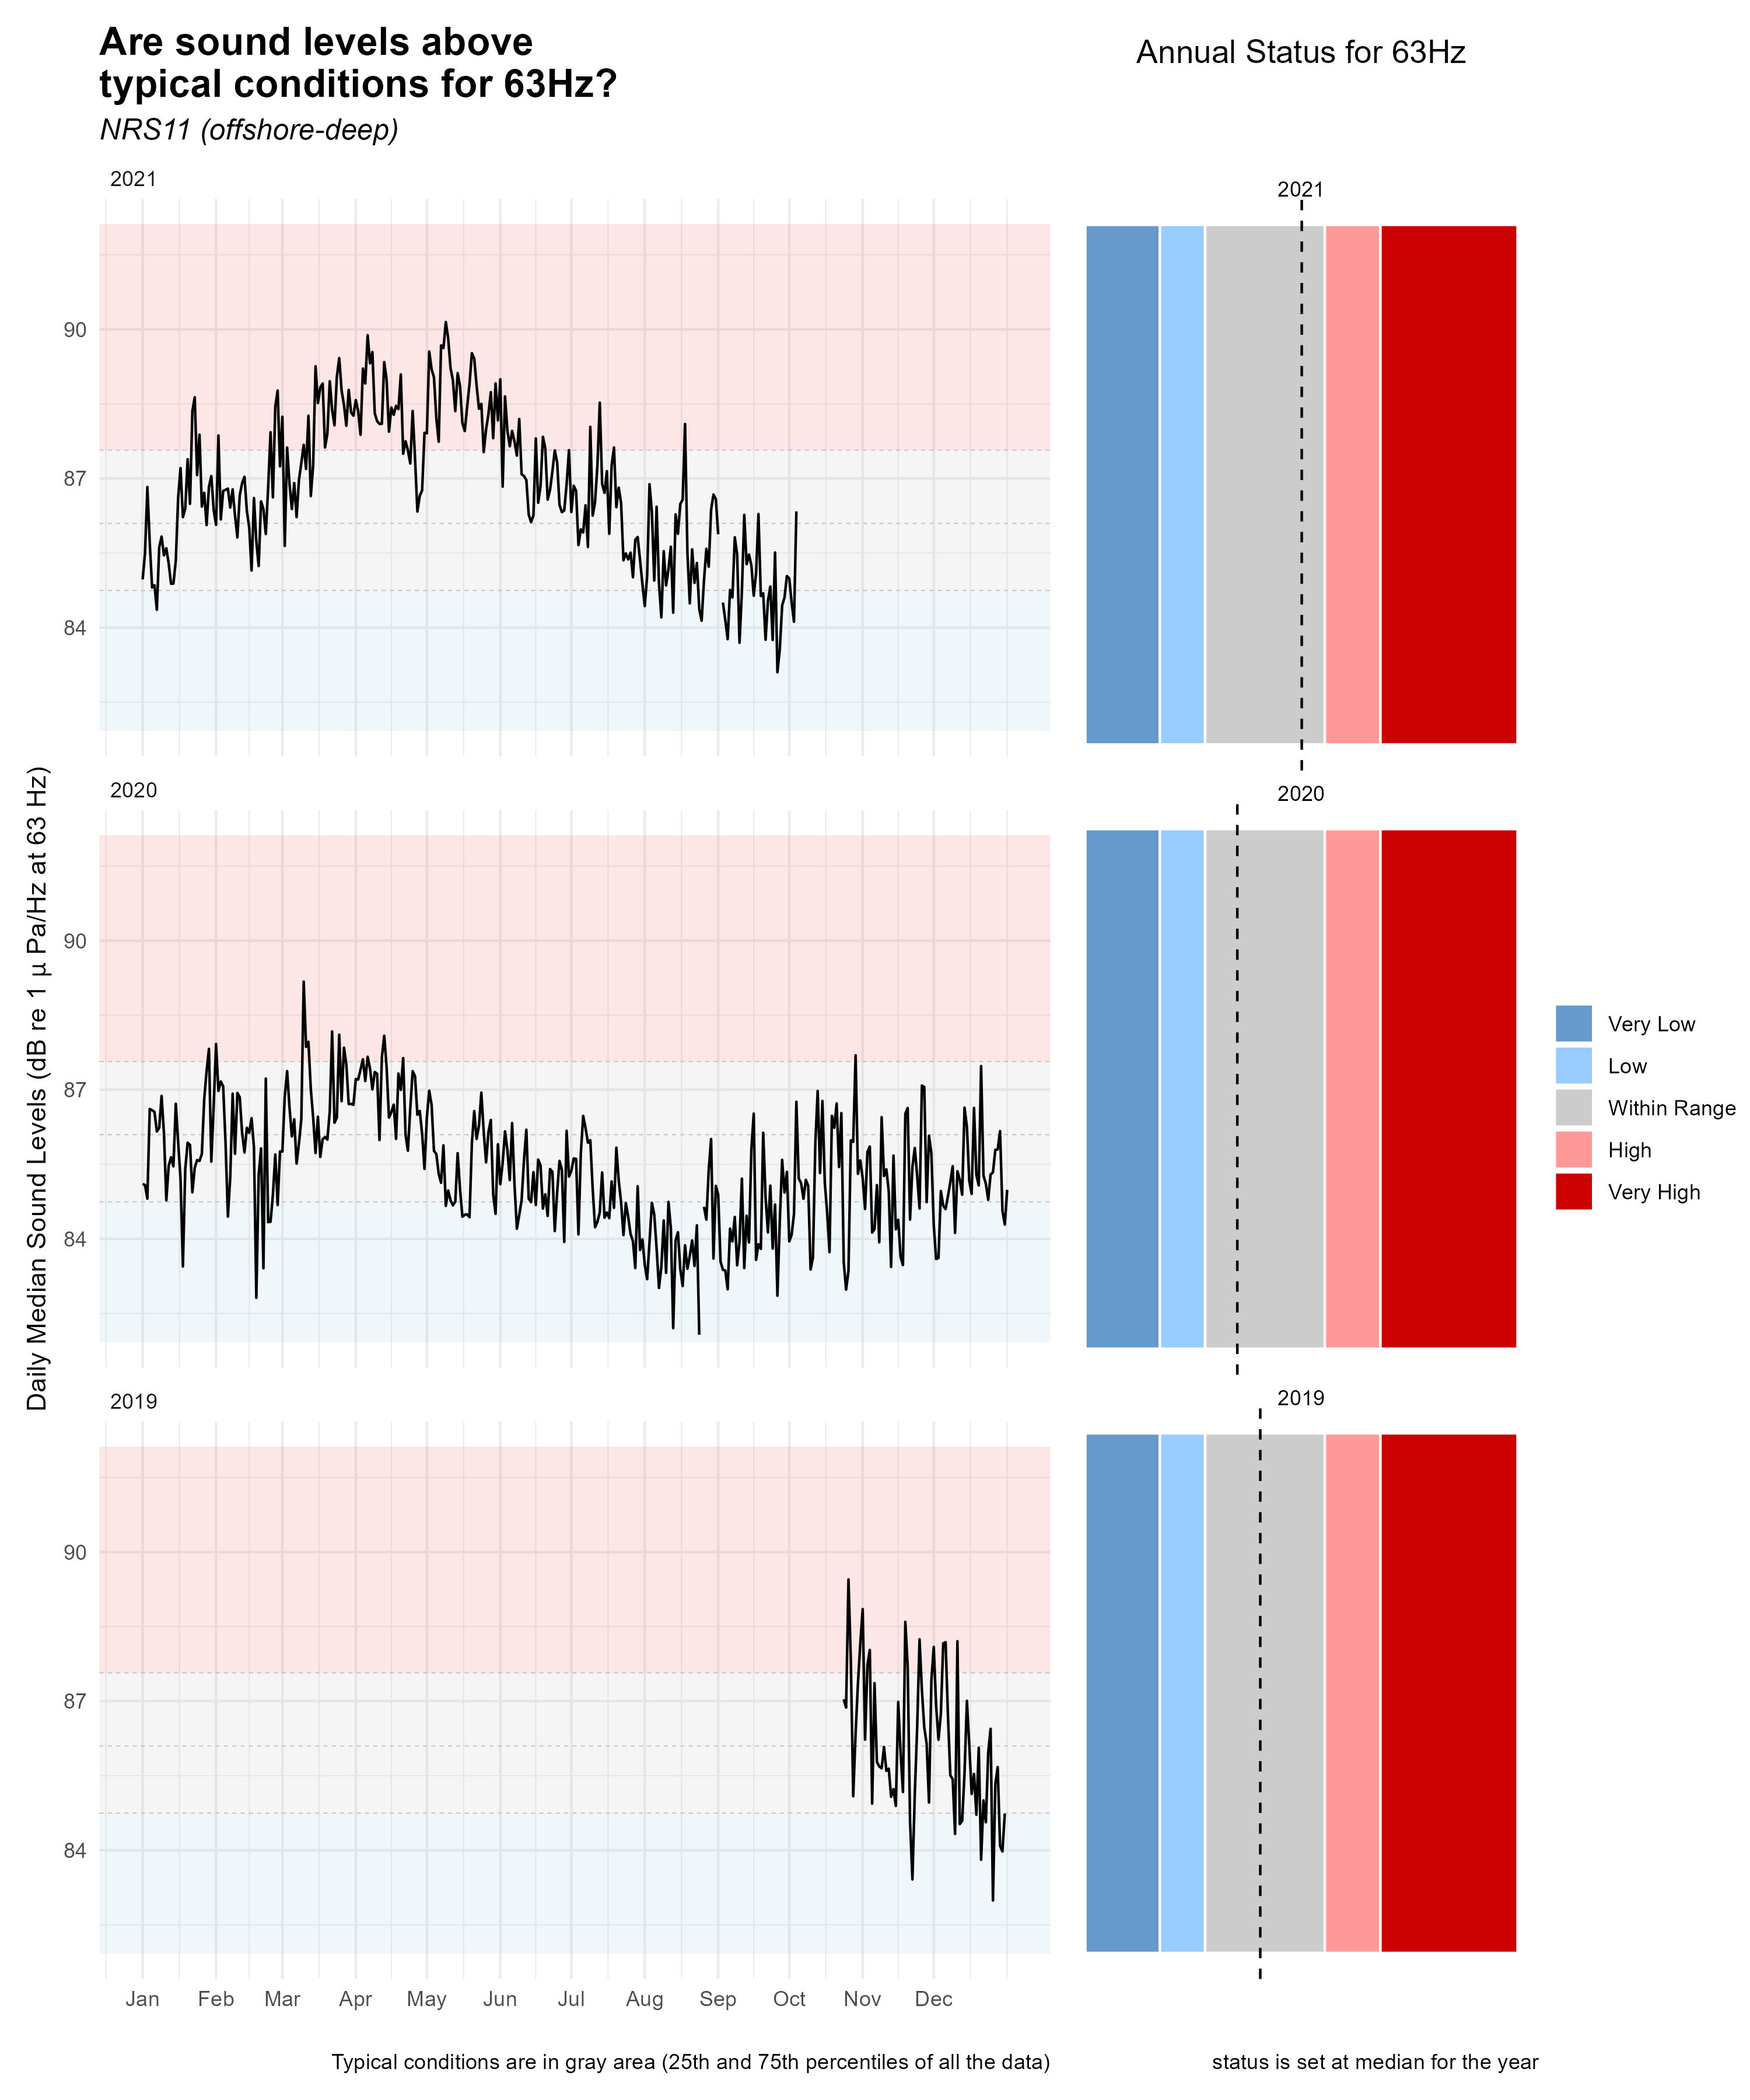 Are sound levels above
typical conditions for 63Hz?
NRS11 (offshore-deep)
Annual Status for 63Hz
Daily Median Sound Levels (dB re 1 µ Pa/Hz at 63 Hz)
2021
90
87
84
2021
2020
90
87
84
2020
2019
90
87
84
2019
Jan Feb Mar Apr May Jun Jul Aug Sep Oct Nov Dec
Very Low
Low
Within Range
High
Very High
Typical conditions are in gray area (25th and 75th percentiles of all the data)
status is set at median for the year